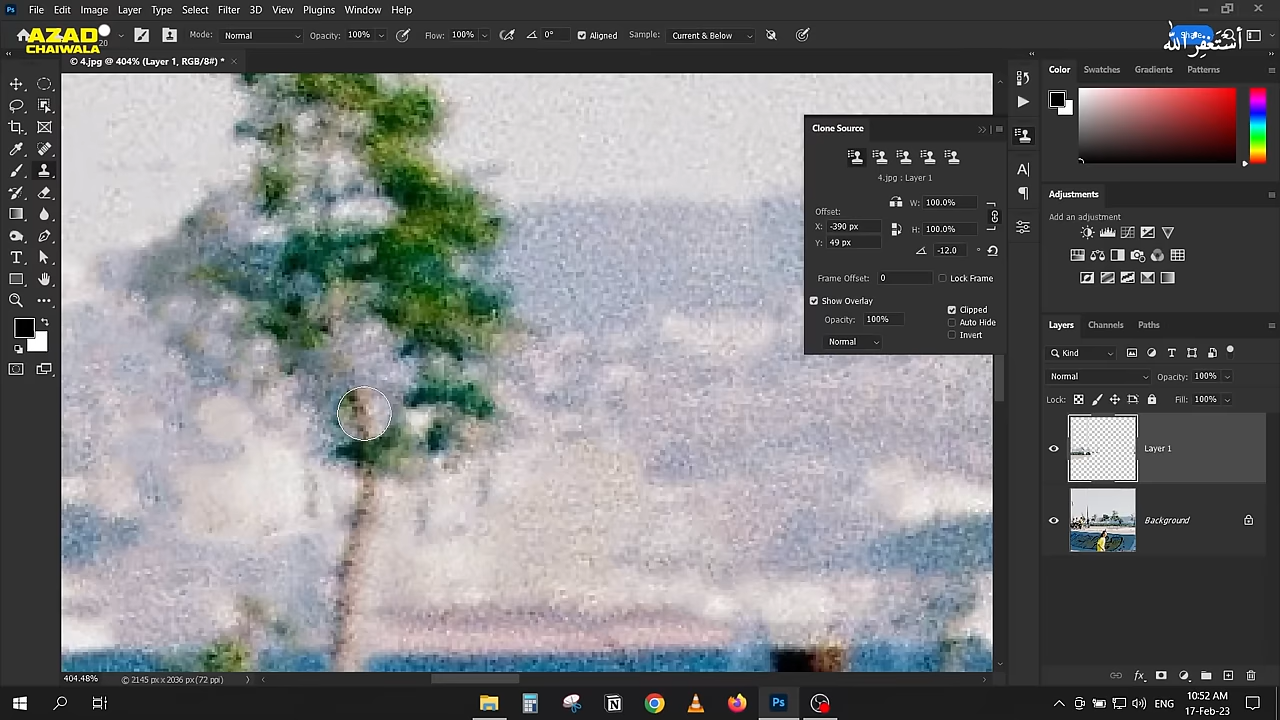 File Edit Image Layer Type Select Filter 3D View Plugins Window Help
AZAD
CHAIWALA
20 Mode: Normal Opacity: 100% Flow: 100% 0° Aligned Sample: Current & Below
أستغفر الله
© 4.jpg @ 404% (Layer 1, RGB/8#) *
Color Swatches Gradients Patterns
Clone Source
4.jpg : Layer 1
W: 100.0%
Offset:
X: -390 px
H: 100.0%
Y: 49 px
-12.0 °
Frame Offset: 0 Lock Frame
Show Overlay
Clipped
Opacity: 100%
Auto Hide
Invert
Normal
Adjustments
Add an adjustment
Layers Channels Paths
Kind
Normal Opacity: 100%
Lock: Fill: 100%
Layer 1
Background
404.48% © 2145 px x 2036 px (72 ppi)
Ps
ENG
10:52 AM
17-Feb-23